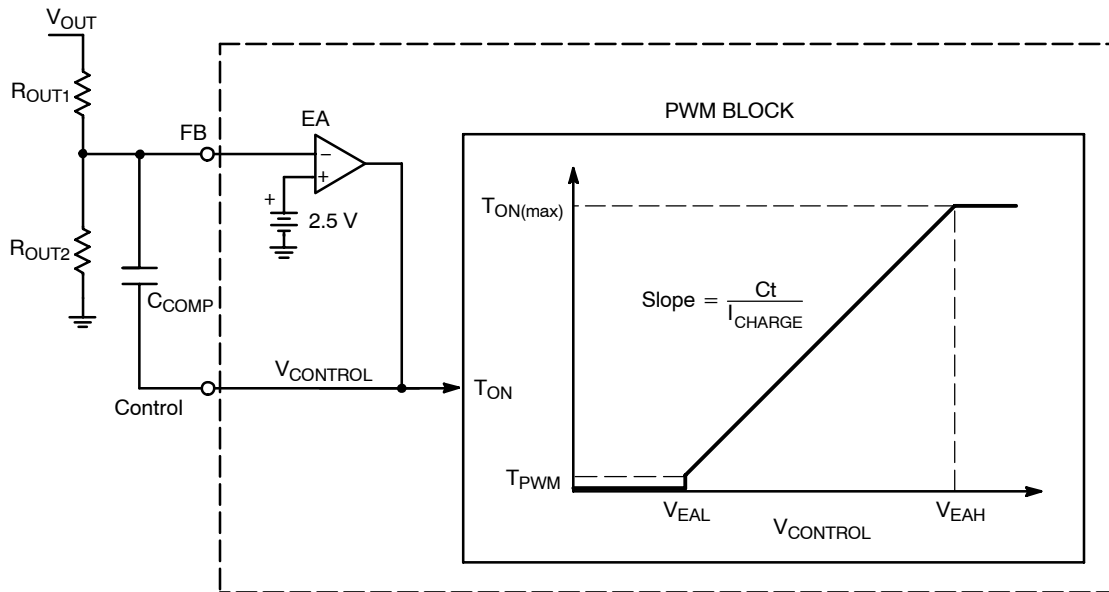 VOUT
ROUT1
FB
EA
PWM BLOCK
−
+
+
2.5 V
ROUT2
CCOMP
Control
VCONTROL
TON
TON(max)
Slope = Ct
ICHARGE
TPWM
VEAL
VCONTROL
VEAH